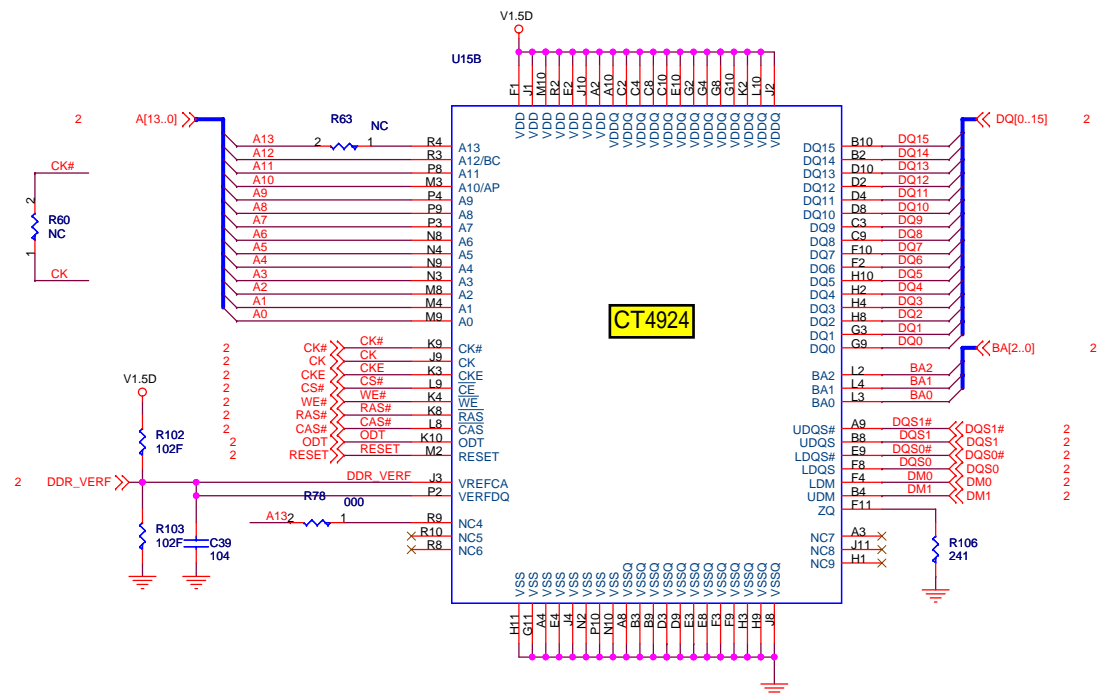 V1.5D
U15B
F1 J1 M10 R2 E2 J10 A2 A10 C2 C4 C8 C10 E10 G2 G4 G8 G10 K2 L10 J2
VDD VDD VDD VDD VDD VDD VDD VDDQ VDDQ VDDQ VDDQ VDDQ VDDQ VDDQ VDDQ VDDQ VDDQ VDDQ VDDQ
2 A[13..0]
R63
NC
A13 2 1 R4 A13
A12 R3 A12/BC
A11 P8 A11
A10 M3 A10/AP
A9 P4 A9
A8 P9 A8
A7 P3 A7
A6 N8 A6
A5 N4 A5
A4 N9 A4
A3 N3 A3
A2 M8 A2
A1 M4 A1
A0 M9 A0
CK#
2
R60
NC
1
CK
2 CK# CK# K9 CK#
2 CK CK J9 CK
2 CKE CKE K3 CKE
2 CS# CS# L9 CE
2 WE# WE# K4 WE
2 RAS# RAS# K8 RAS
2 CAS# CAS# L8 CAS
2 ODT ODT K10 ODT
2 RESET RESET M2 RESET
V1.5D
R102
102F
2 DDR_VERF DDR_VERF J3 VREFCA
P2 VERFDQ
R103
102F
C39
104
R78
000
A13 2 1 R9 NC4
R10 NC5
R8 NC6
CT4924
DQ[0..15] 2
DQ15 B10 DQ15
DQ14 B2 DQ14
DQ13 D10 DQ13
DQ12 D2 DQ12
DQ11 D4 DQ11
DQ10 D8 DQ10
DQ9 C3 DQ9
DQ8 C9 DQ8
DQ7 F10 DQ7
DQ6 F2 DQ6
DQ5 H10 DQ5
DQ4 H2 DQ4
DQ3 H4 DQ3
DQ2 H8 DQ2
DQ1 G3 DQ1
DQ0 G9 DQ0
BA[2..0] 2
BA2 L2 BA2
BA1 L4 BA1
BA0 L3 BA0
UDQS# A9 DQS1# DQS1# 2
UDQS B8 DQS1 DQS1 2
LDQS# E9 DQS0# DQS0# 2
LDQS F8 DQS0 DQS0 2
LDM F4 DM0 DM0 2
UDM B4 DM1 DM1 2
ZQ F11
NC7 A3
NC8 J11
NC9 H1
R106
241
VSS VSS VSS VSS VSS VSS VSS VSS VSSQ VSSQ VSSQ VSSQ VSSQ VSSQ VSSQ VSSQ VSSQ VSSQ VSSQ VSSQ
H11 G11 A4 E4 J4 N2 P10 N10 A8 B3 B9 D3 D9 E3 E8 F3 F9 H3 H9 J8